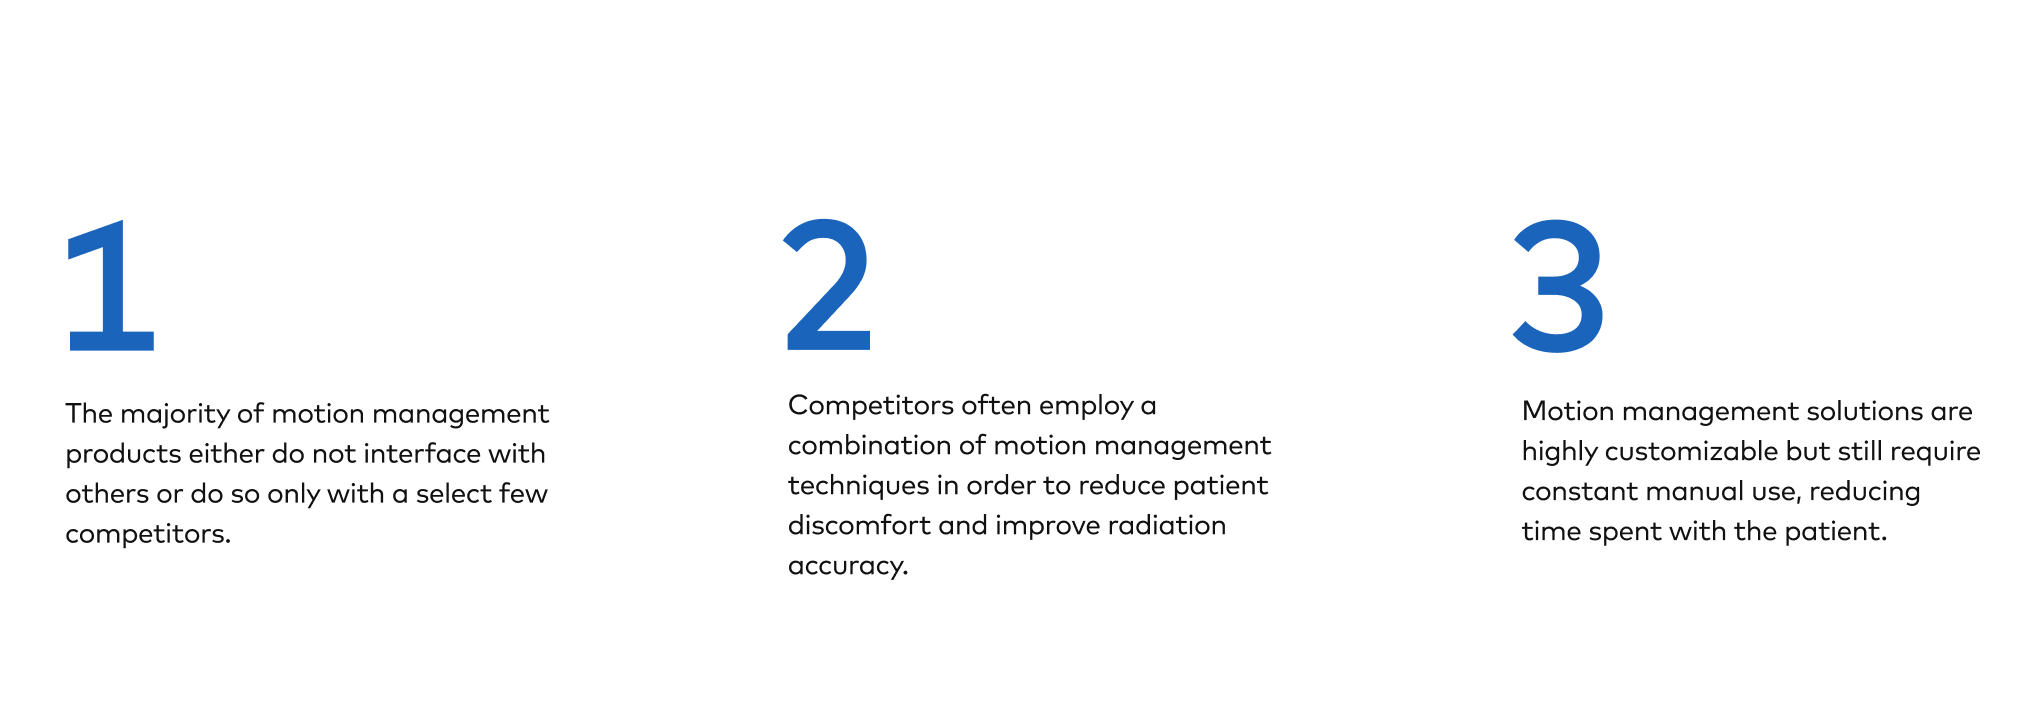 1
The majority of motion management
products either do not interface with
others or do so only with a select few
competitors.
2
Competitors often employ a
combination of motion management
techniques in order to reduce patient
discomfort and improve radiation
accuracy.
3
Motion management solutions are
highly customizable but still require
constant manual use, reducing
time spent with the patient.